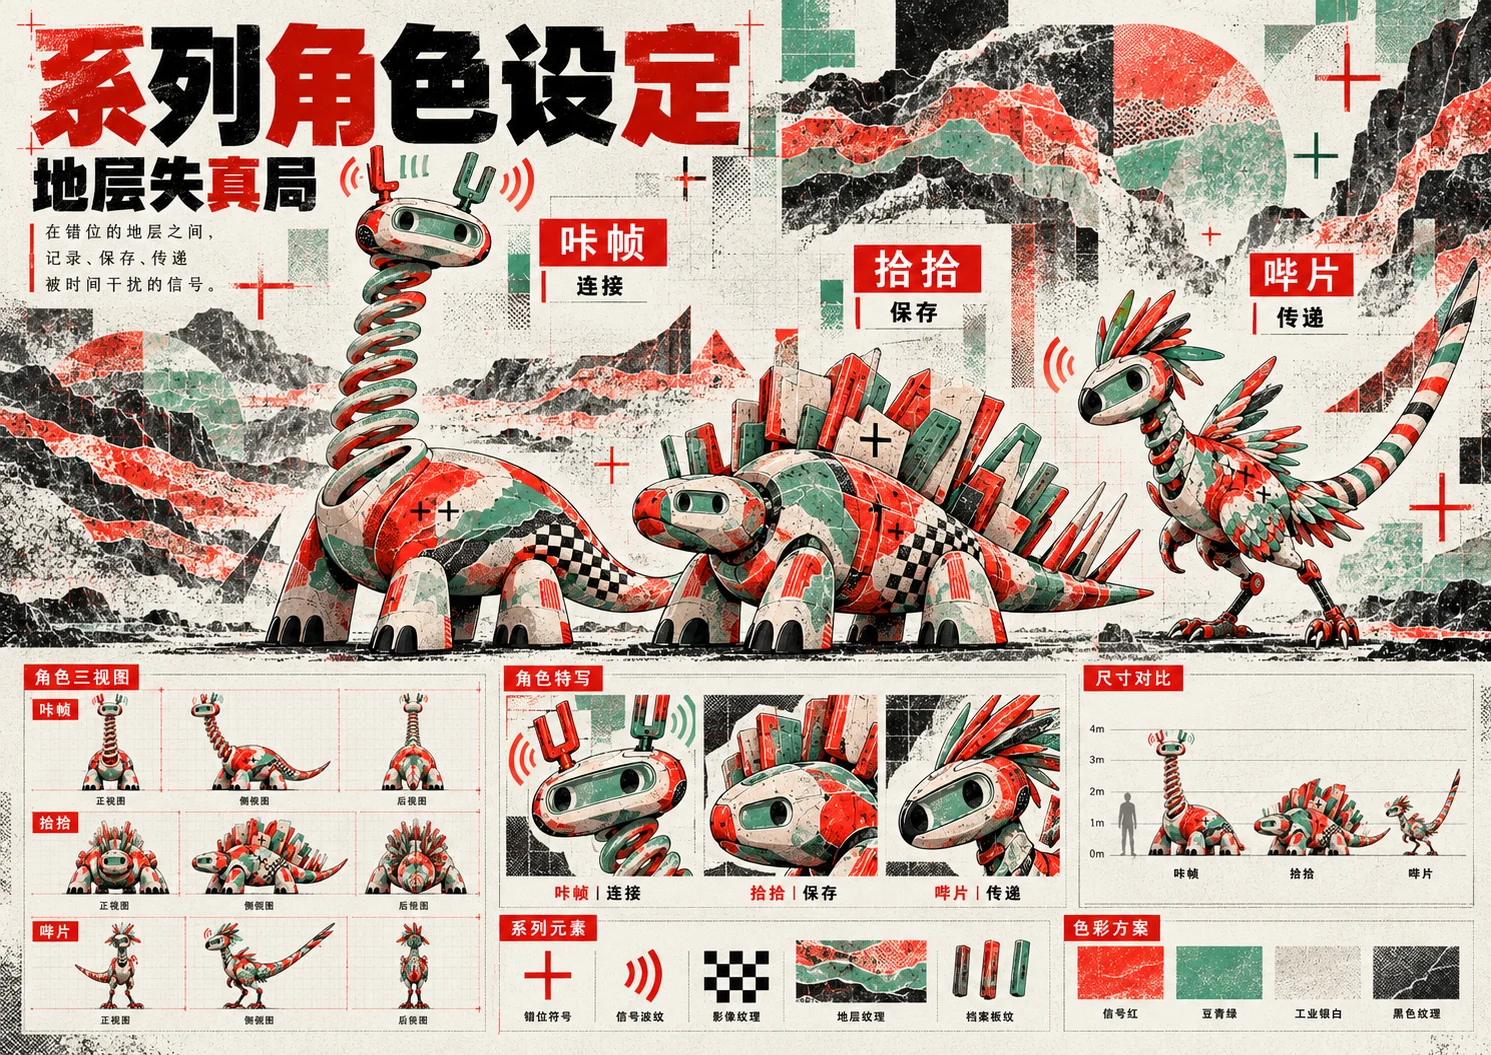 系列角色设定
地层失真局
在错位的地层之间，
记录、保存、传递
被时间干扰的信号。
咔帧
连接
拾拾
保存
哔片
传递
角色三视图
咔帧
正视图
侧视图
后视图
拾拾
正视图
侧视图
后视图
哔片
正视图
侧视图
后视图
角色特写
咔帧 | 连接
拾拾 | 保存
哔片 | 传递
尺寸对比
4m
3m
2m
1m
0m
咔帧
拾拾
哔片
系列元素
错位符号
信号波纹
影像纹理
地层纹理
档案板纹
色彩方案
信号红
豆青绿
工业银白
黑色纹理